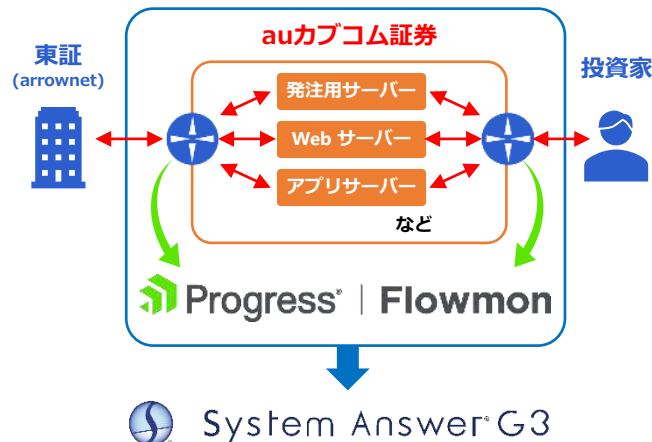 auカブコム証券
東証
(arrownet)
投資家
発注用サーバー
Web サーバー
アプリサーバー
など
Progress® | Flowmon
System Answer® G3